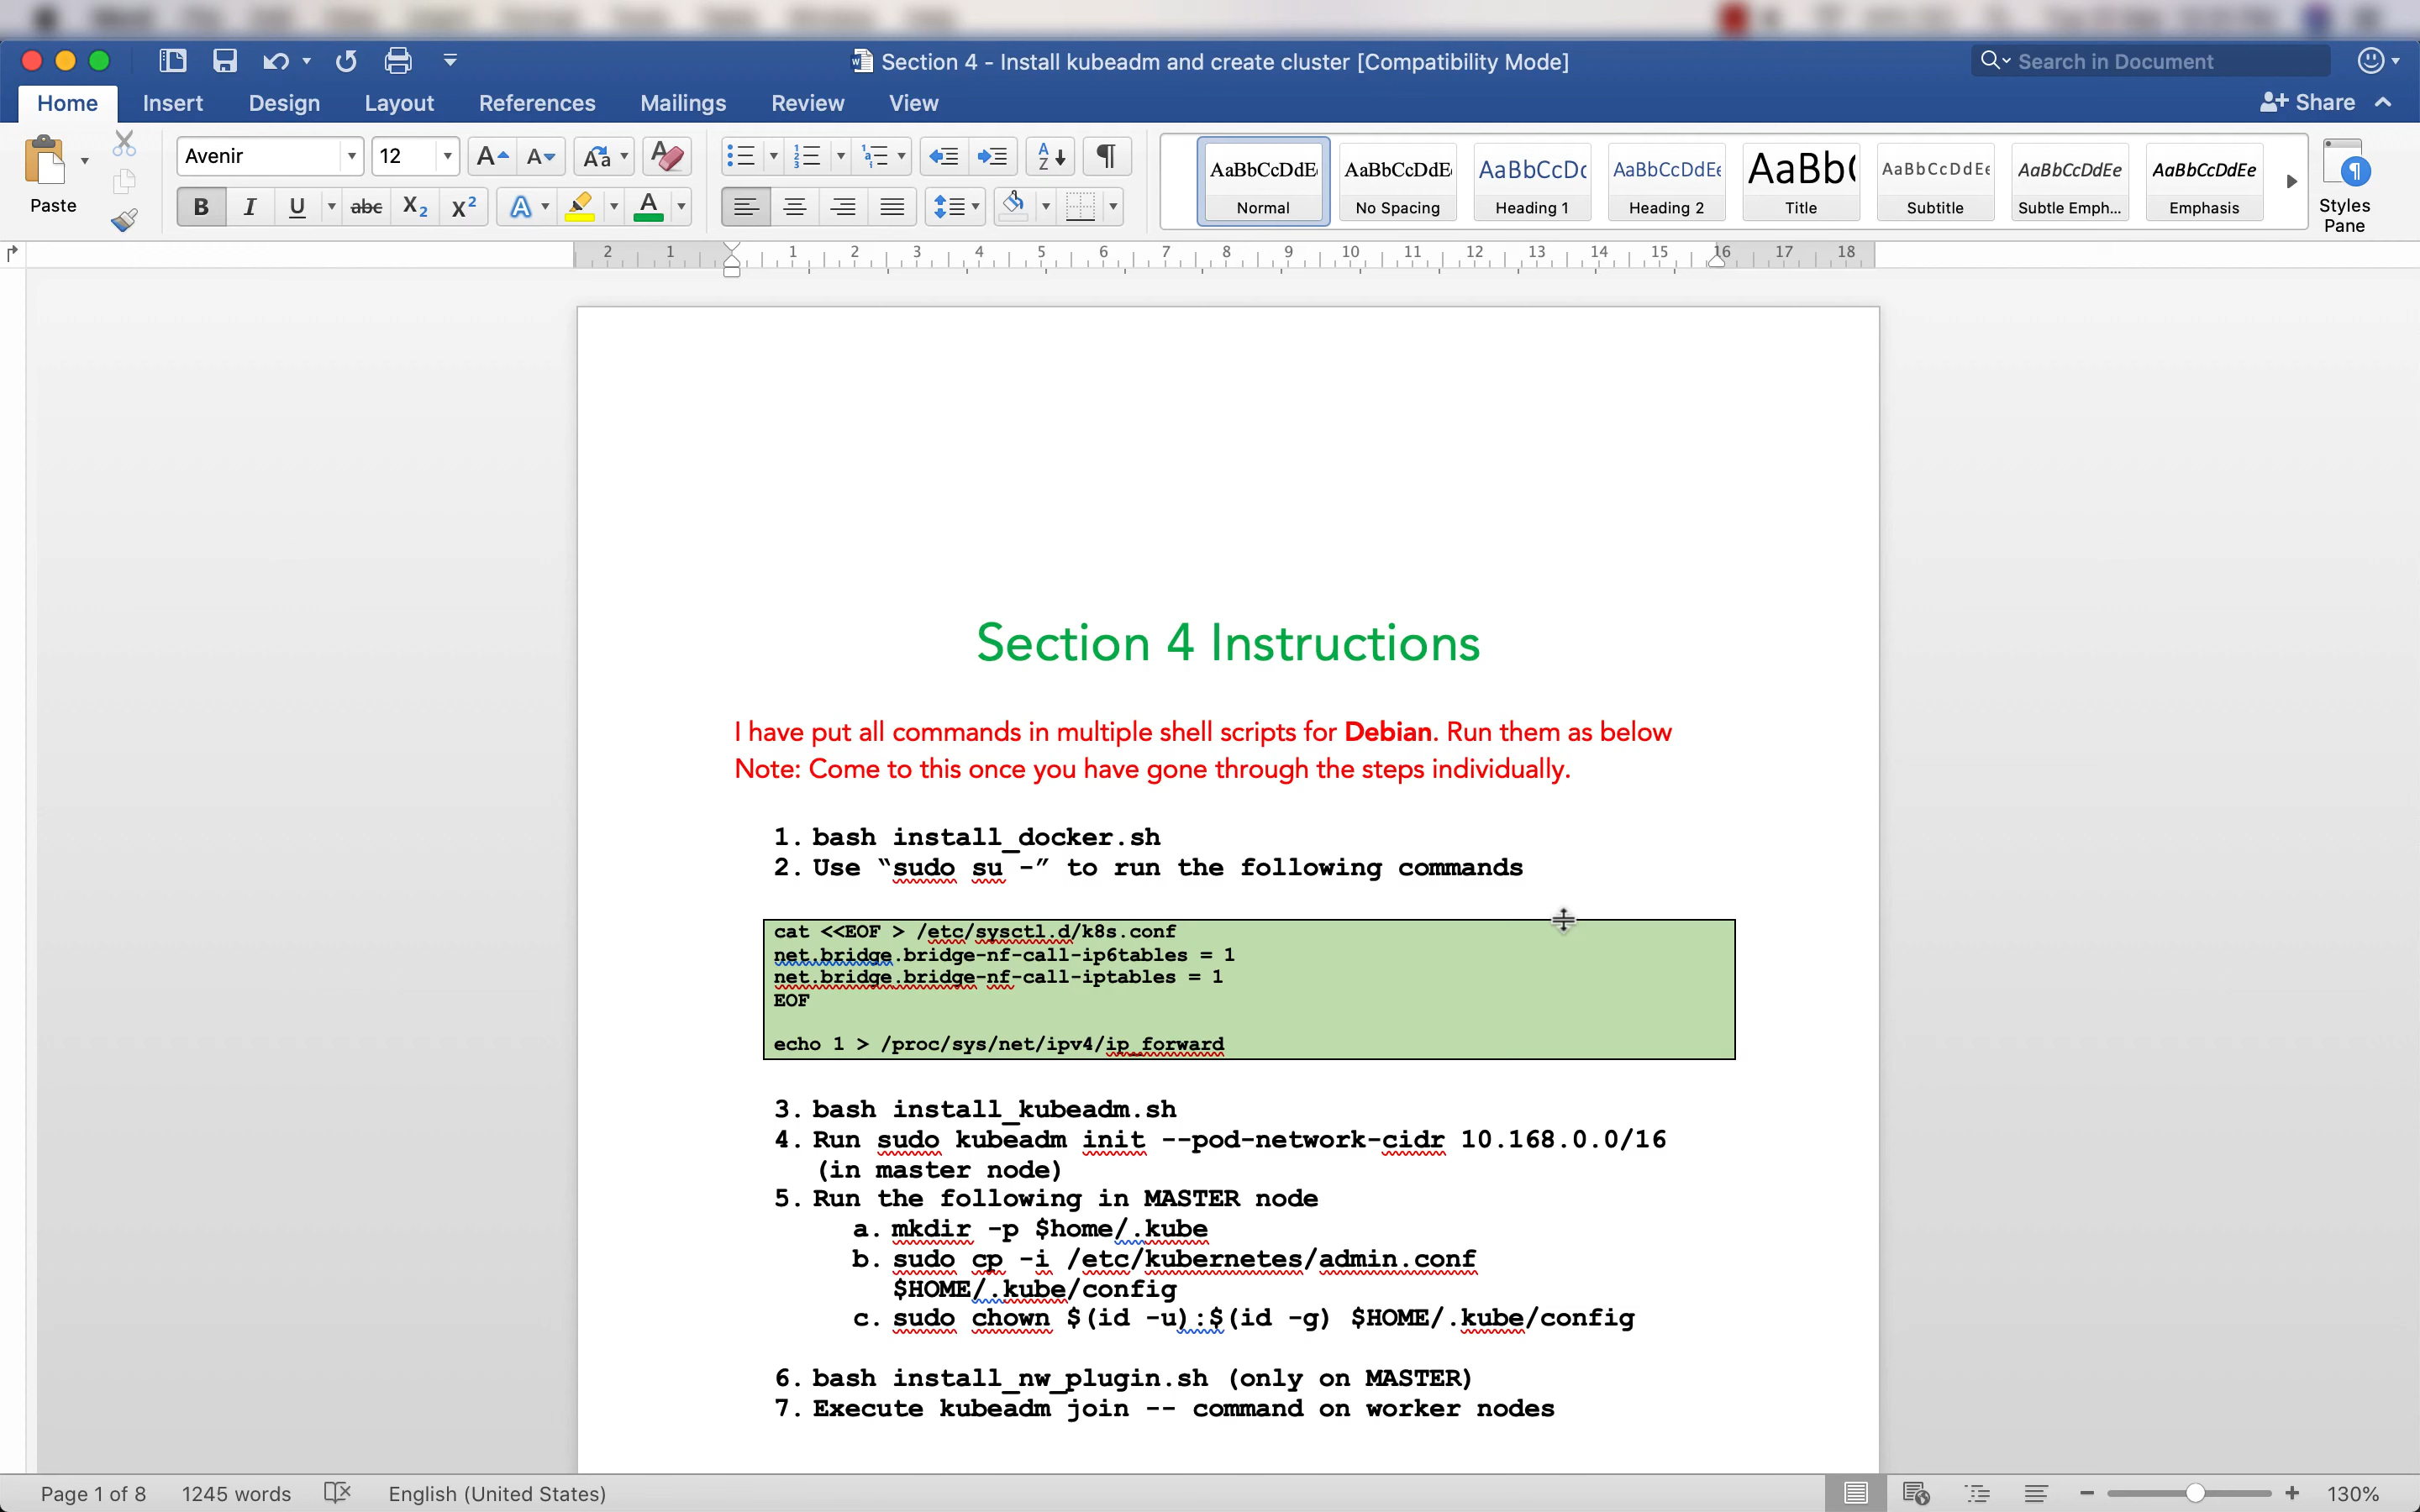 Section 4 - Install kubeadm and create cluster [Compatibility Mode]
Search in Document
Home Insert Design Layout References Mailings Review View
Share
Paste
Avenir 12
AaBbCcDdE AaBbCcDdE AaBbCcDc AaBbCcDdEe AaBb( AaBbCcDdEe AaBbCcDdEe AaBbCcDdEe
Normal No Spacing Heading 1 Heading 2 Title Subtitle Subtle Emph... Emphasis
Styles
Pane
2 1 1 2 3 4 5 6 7 8 9 10 11 12 13 14 15 16 17 18
Section 4 Instructions
I have put all commands in multiple shell scripts for Debian. Run them as below
Note: Come to this once you have gone through the steps individually.
1. bash install_docker.sh
2. Use “sudo su -” to run the following commands
cat <<EOF > /etc/sysctl.d/k8s.conf
net.bridge.bridge-nf-call-ip6tables = 1
net.bridge.bridge-nf-call-iptables = 1
EOF
echo 1 > /proc/sys/net/ipv4/ip_forward
3. bash install_kubeadm.sh
4. Run sudo kubeadm init --pod-network-cidr 10.168.0.0/16
(in master node)
5. Run the following in MASTER node
a. mkdir -p $home/.kube
b. sudo cp -i /etc/kubernetes/admin.conf
$HOME/.kube/config
c. sudo chown $(id -u):$(id -g) $HOME/.kube/config
6. bash install_nw_plugin.sh (only on MASTER)
7. Execute kubeadm join -- command on worker nodes
Page 1 of 8 1245 words English (United States) 130%